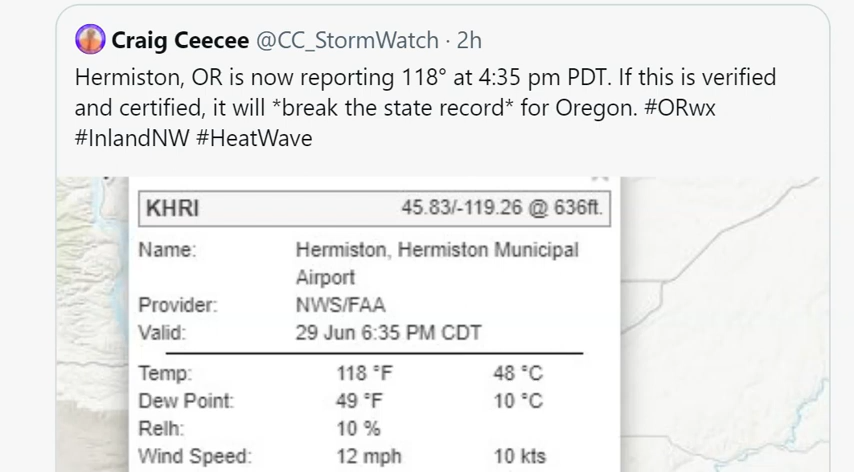 Craig Ceecee @CC_StormWatch · 2h
Hermiston, OR is now reporting 118° at 4:35 pm PDT. If this is verified
and certified, it will *break the state record* for Oregon. #ORwx
#InlandNW #HeatWave
KHRI 45.83/-119.26 @ 636ft.
Name: Hermiston, Hermiston Municipal
Airport
Provider: NWS/FAA
Valid: 29 Jun 6:35 PM CDT
Temp: 118 °F 48 °C
Dew Point: 49 °F 10 °C
Relh: 10 %
Wind Speed: 12 mph 10 kts